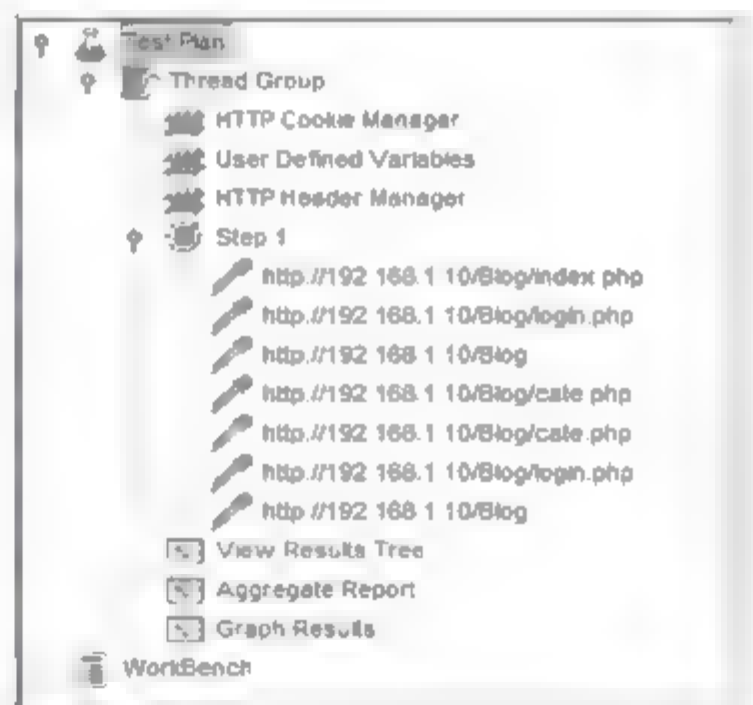 Test Plan
Thread Group
HTTP Cookie Manager
User Defined Variables
HTTP Header Manager
Step 1
http://192.168.1.10/Blog/index.php
http://192.168.1.10/Blog/login.php
http://192.168.1.10/Blog
http://192.168.1.10/Blog/cate.php
http://192.168.1.10/Blog/cate.php
http://192.168.1.10/Blog/login.php
http://192.168.1.10/Blog
View Results Tree
Aggregate Report
Graph Results
WorkBench